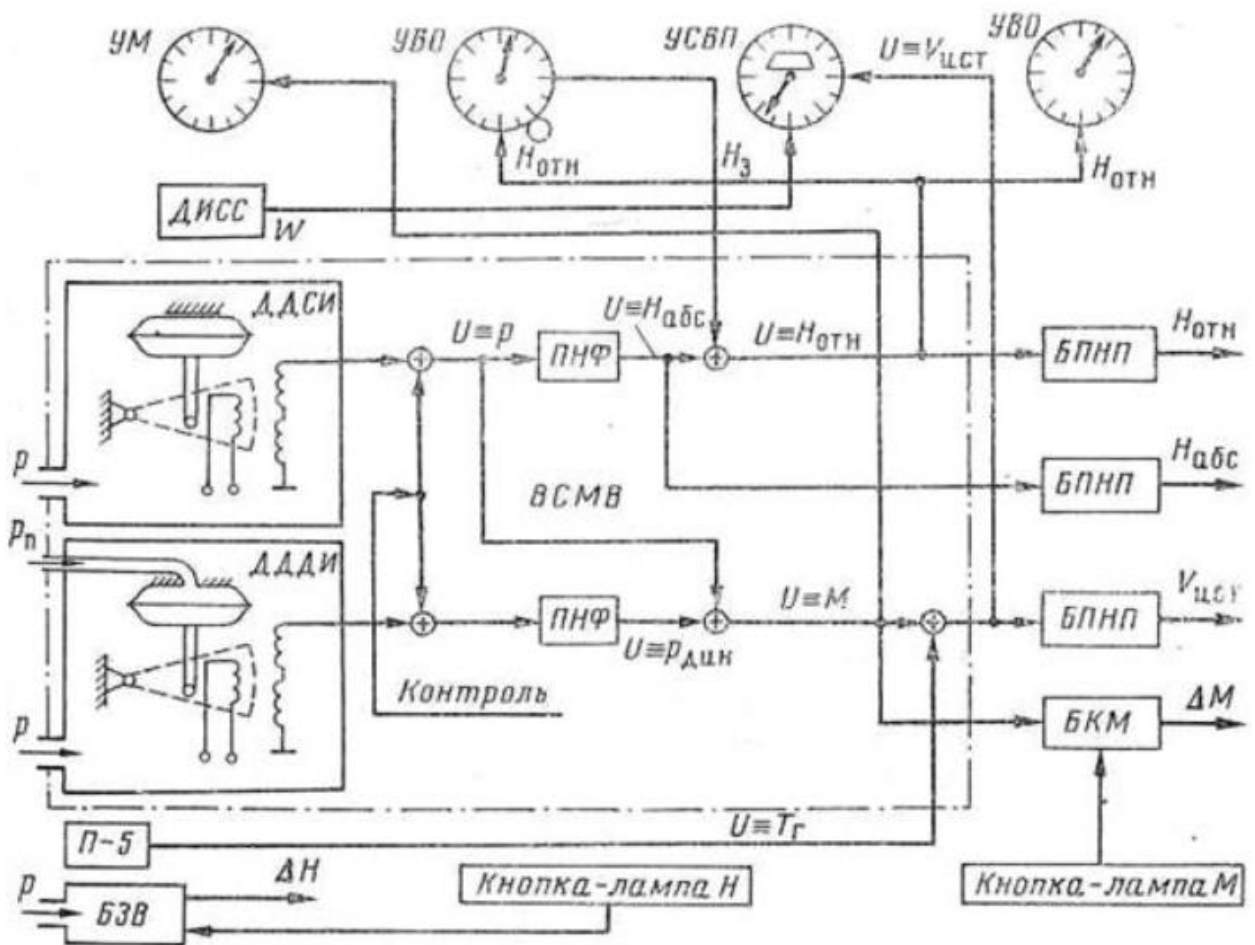 УМ
УВО
УСВП
U≡Vцст
УВО
Hотн
Hз
Hотн
ДИСС
W
ДДСИ
U≡p
ПНФ
U≡Hабс
U≡Hотн
БПНП
Hотн
p
ВСМВ
БПНП
Hабс
pп
ДДДИ
ПНФ
U≡pдин
U≡M
БПНП
Vцст
Контроль
p
БКМ
ΔM
П-5
U≡Tг
p
БЗВ
ΔH
Кнопка-лампа H
Кнопка-лампа M